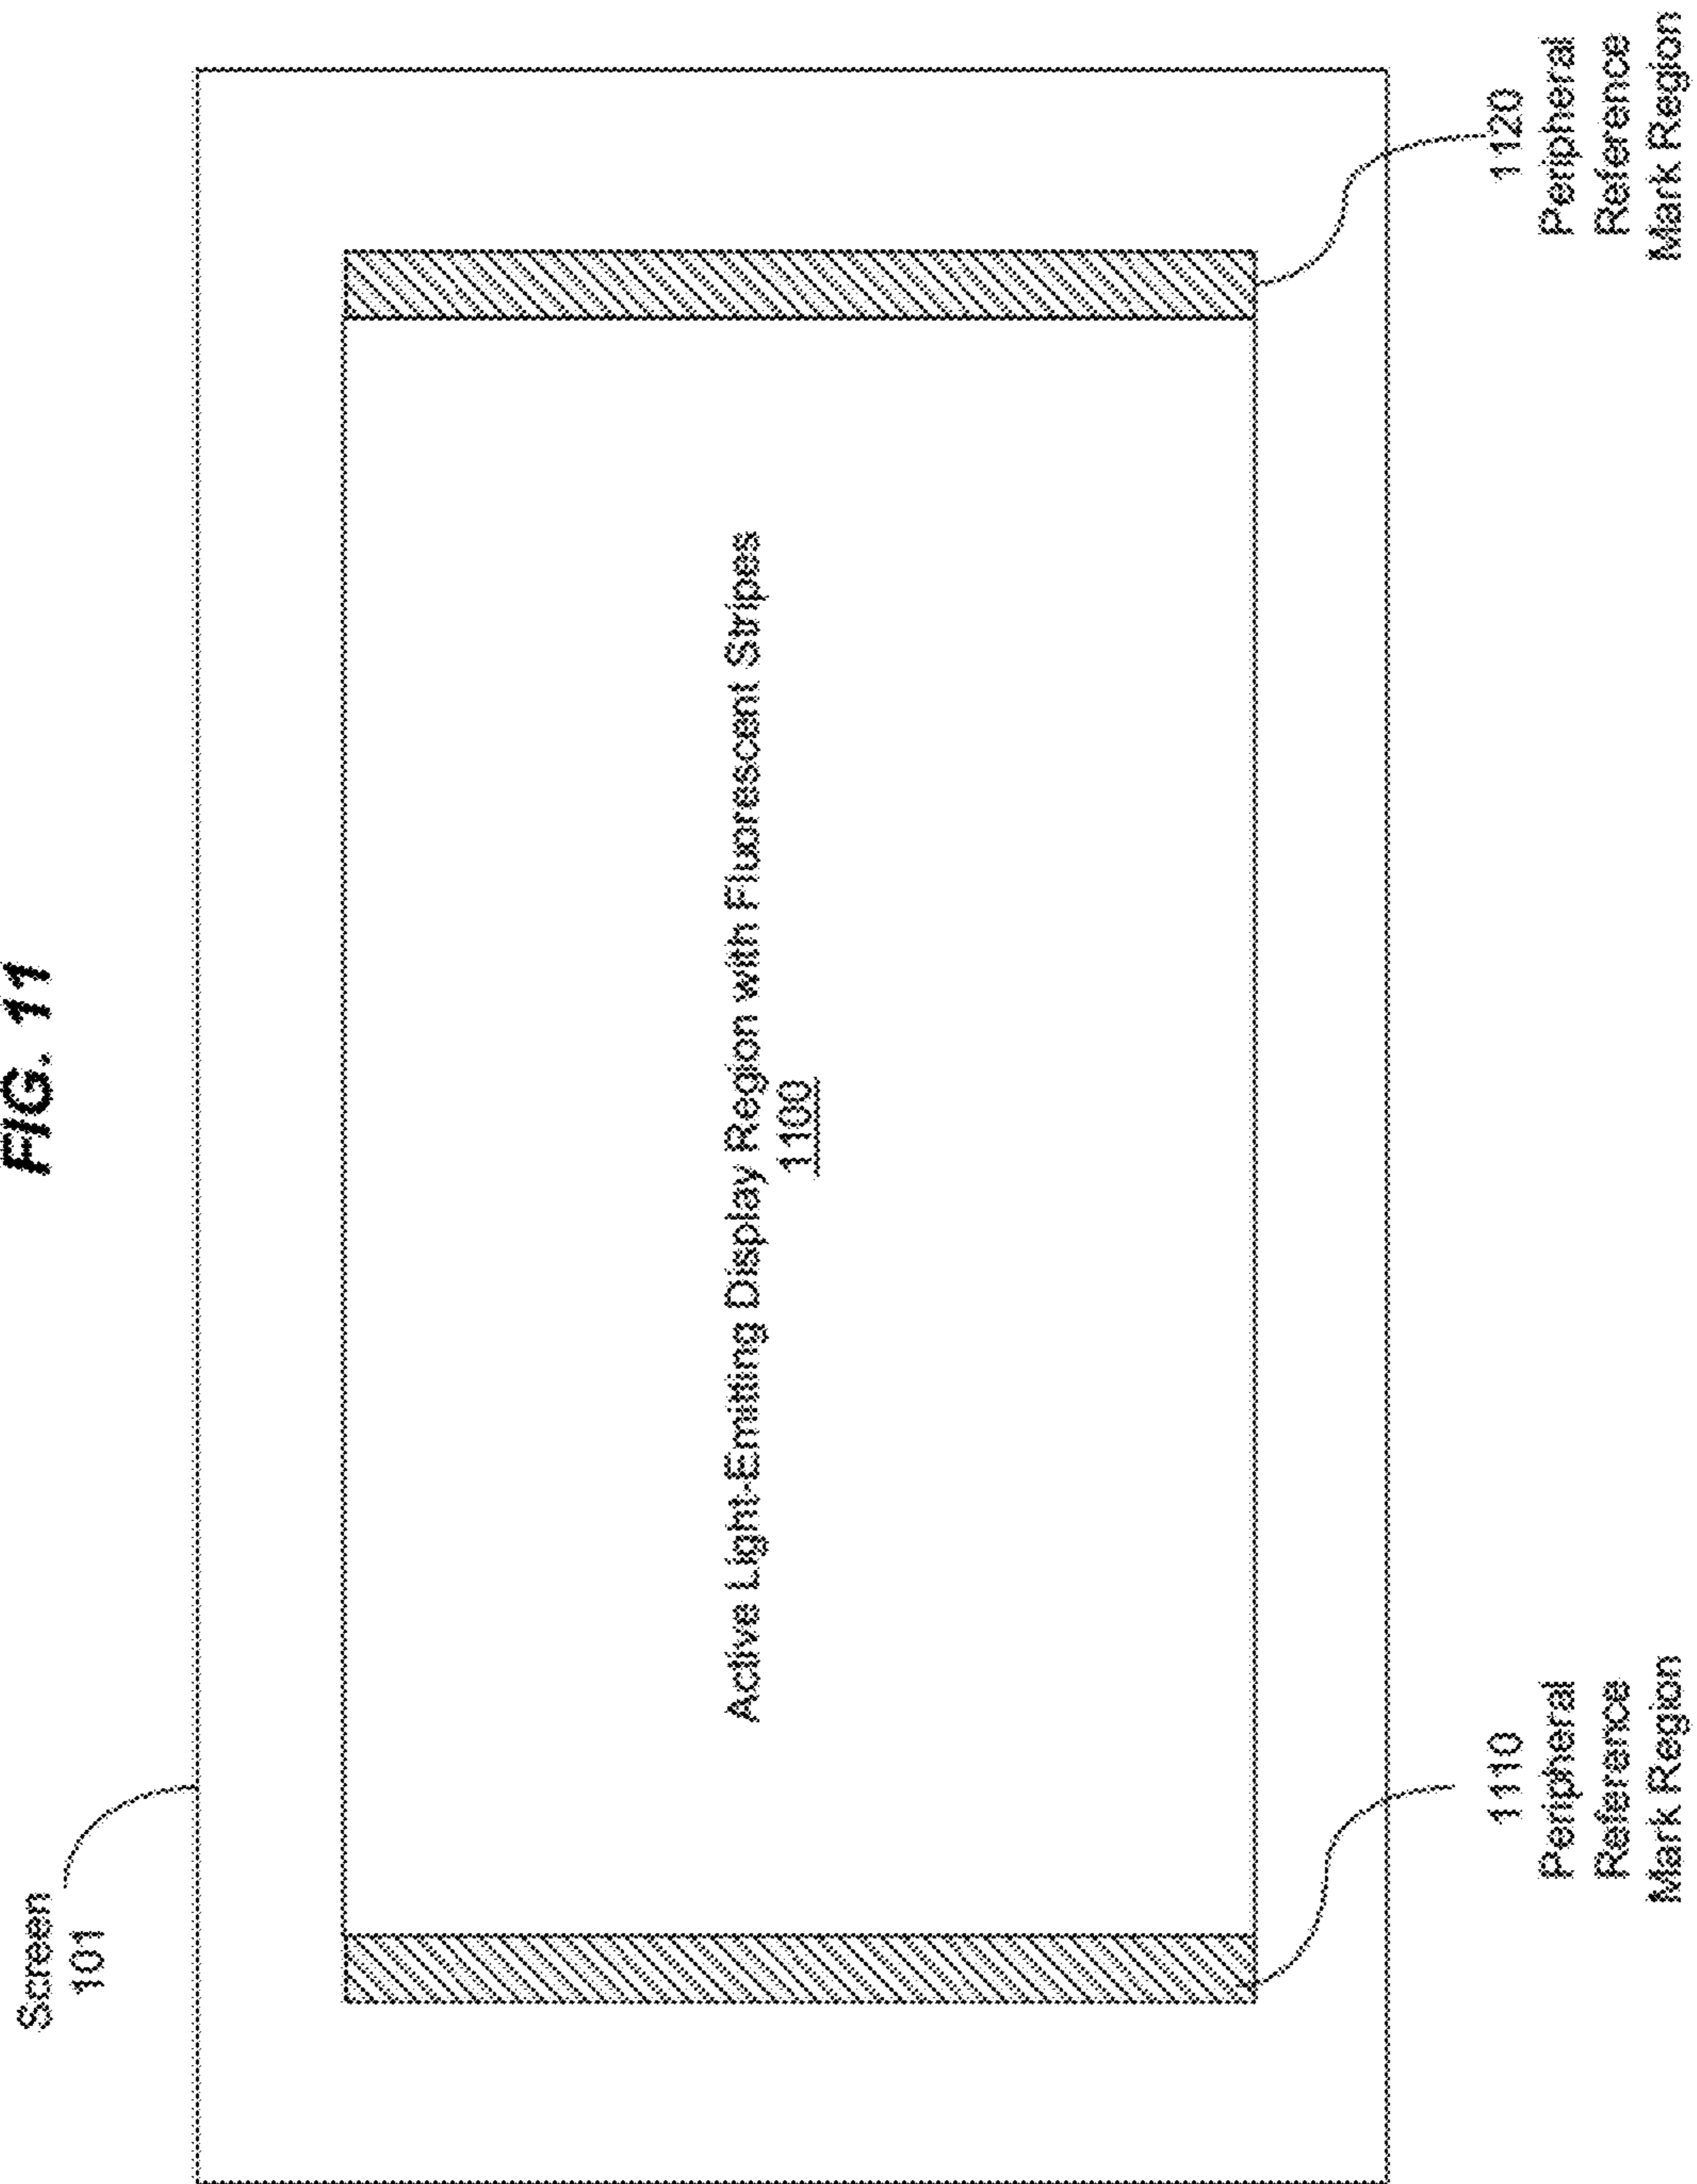 FIG. 11
Screen
101
Active Light-Emitting Display Region with Fluorescent Stripes
1100
1110
Peripheral
Reference
Mark Region
1120
Peripheral
Reference
Mark Region